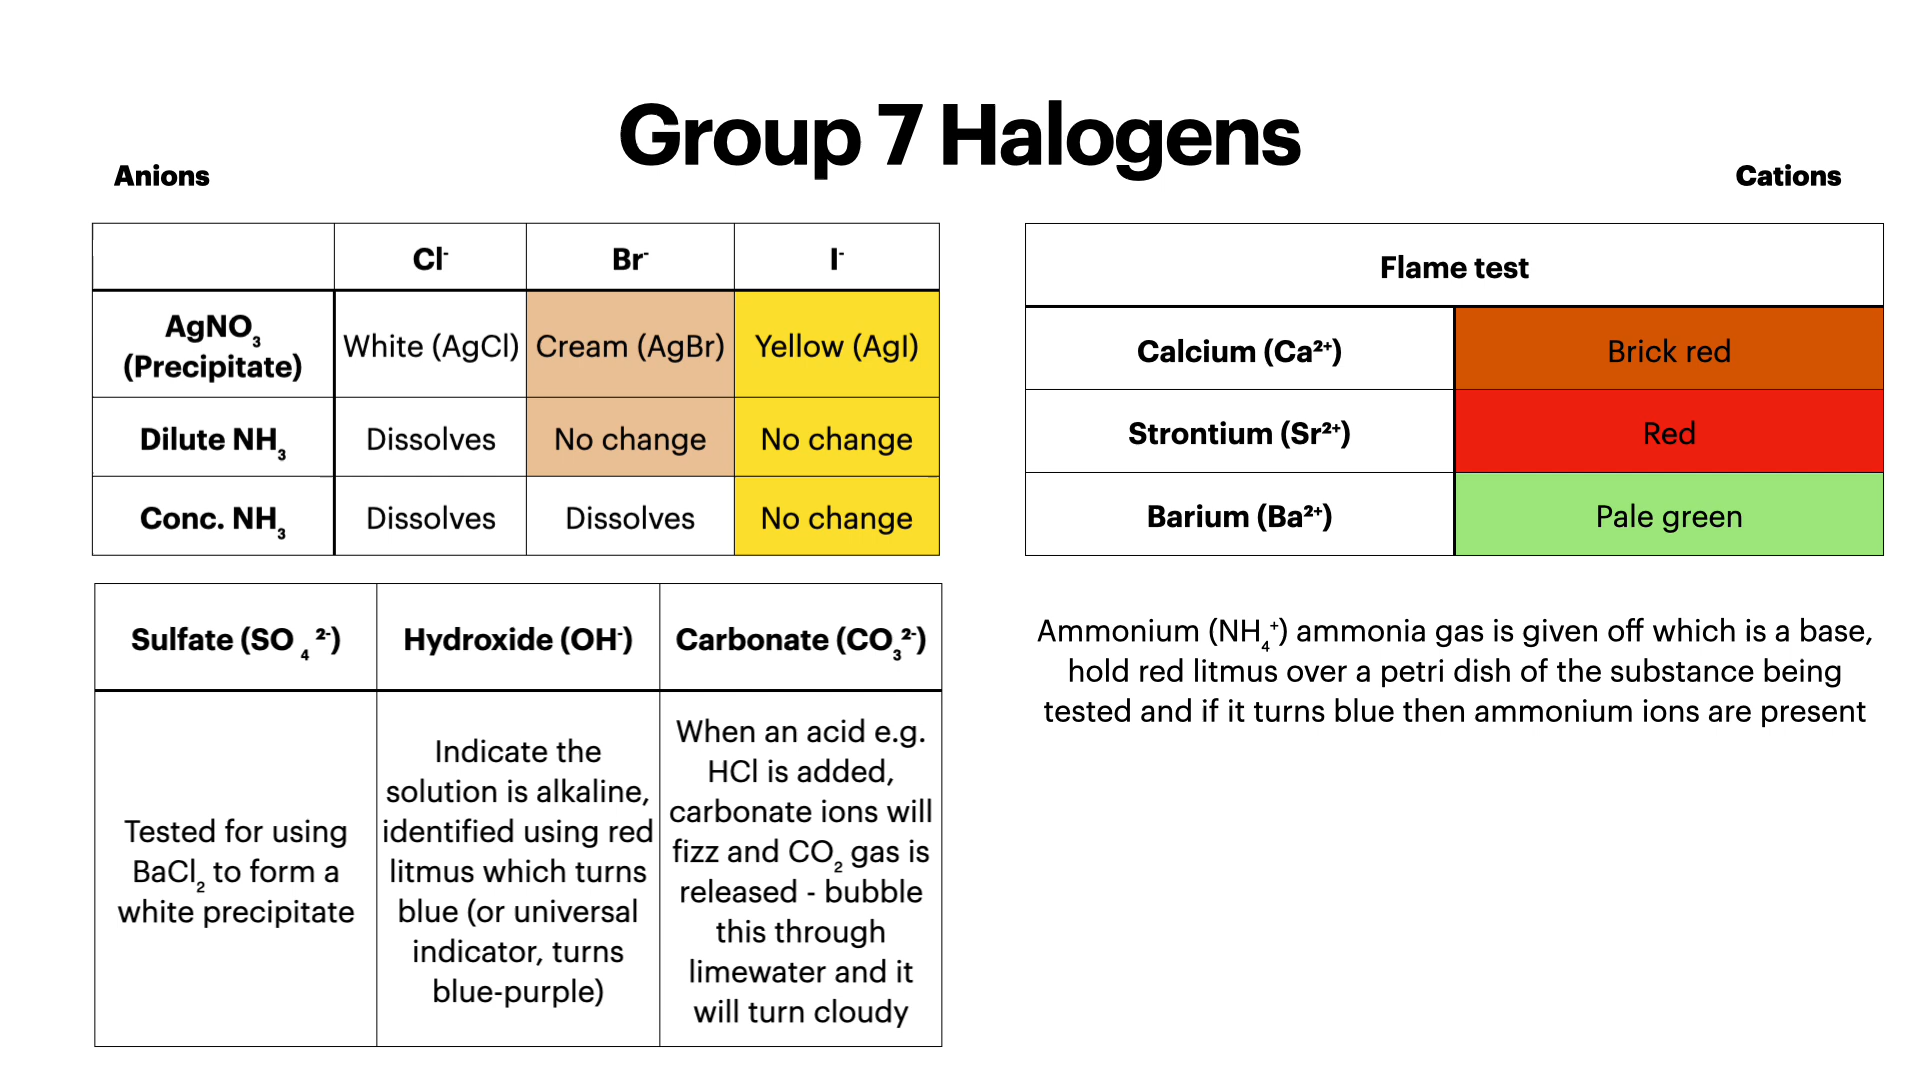 Group 7 Halogens
Anions
Cations
Cl⁻
Br⁻
I⁻
AgNO₃
(Precipitate)
White (AgCl)
Cream (AgBr)
Yellow (AgI)
Dilute NH₃
Dissolves
No change
No change
Conc. NH₃
Dissolves
Dissolves
No change
Flame test
Calcium (Ca²⁺)
Brick red
Strontium (Sr²⁺)
Red
Barium (Ba²⁺)
Pale green
Sulfate (SO₄²⁻)
Hydroxide (OH⁻)
Carbonate (CO₃²⁻)
Tested for using
BaCl₂ to form a
white precipitate
Indicate the
solution is alkaline,
identified using red
litmus which turns
blue (or universal
indicator, turns
blue-purple)
When an acid e.g.
HCl is added,
carbonate ions will
fizz and CO₂ gas is
released - bubble
this through
limewater and it
will turn cloudy
Ammonium (NH₄⁺) ammonia gas is given off which is a base,
hold red litmus over a petri dish of the substance being
tested and if it turns blue then ammonium ions are present